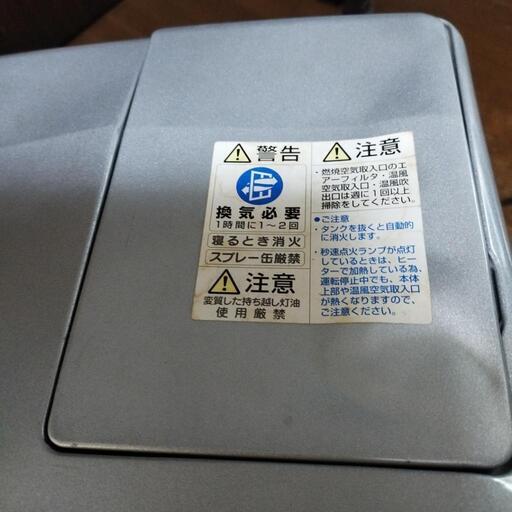 警告
換気必要
1時間に1～2回
寝るとき消火
スプレー缶厳禁
注意
変質した持ち越し灯油
使用厳禁
注意
・燃焼空気取入口のエ
アーフィルタ・温風
空気取入口・温風吹
出口は週に1回以上
掃除をしてください。
●ご注意
・タンクを抜くと自動的
に消火します。
・秒速点火ランプが点灯
しているときは、ヒー
ターで加熱している為、
運転停止中でも、本体
上部や温風空気取入口
が熱くなりますので、
ご注意ください。